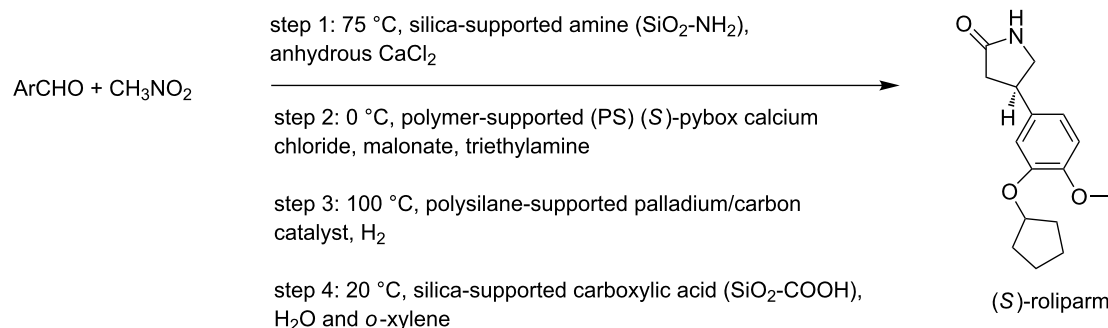 step 1: 75 °C, silica-supported amine (SiO₂-NH₂),
anhydrous CaCl₂
ArCHO + CH₃NO₂
step 2: 0 °C, polymer-supported (PS) (S)-pybox calcium
chloride, malonate, triethylamine
step 3: 100 °C, polysilane-supported palladium/carbon
catalyst, H₂
step 4: 20 °C, silica-supported carboxylic acid (SiO₂-COOH),
H₂O and o-xylene
H
O
N
H
O
O
(S)-roliparm